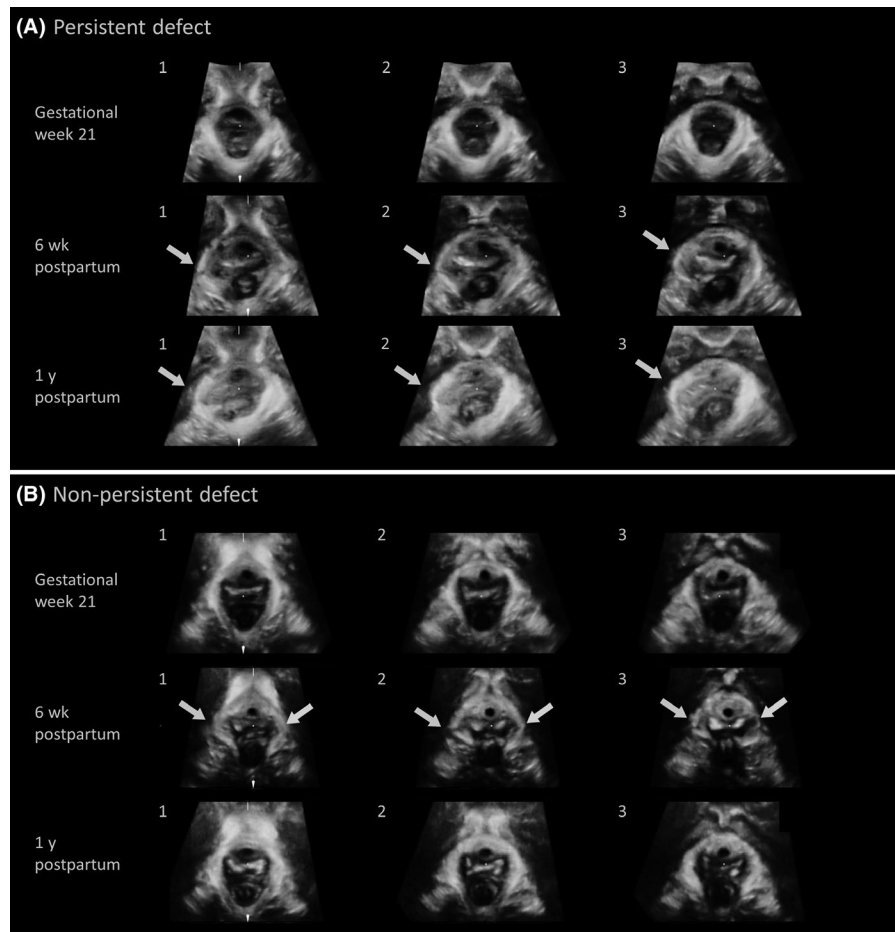 (A) Persistent defect
1 2 3
Gestational
week 21
1 2 3
6 wk
postpartum
1 2 3
1 y
postpartum
(B) Non-persistent defect
1 2 3
Gestational
week 21
1 2 3
6 wk
postpartum
1 2 3
1 y
postpartum